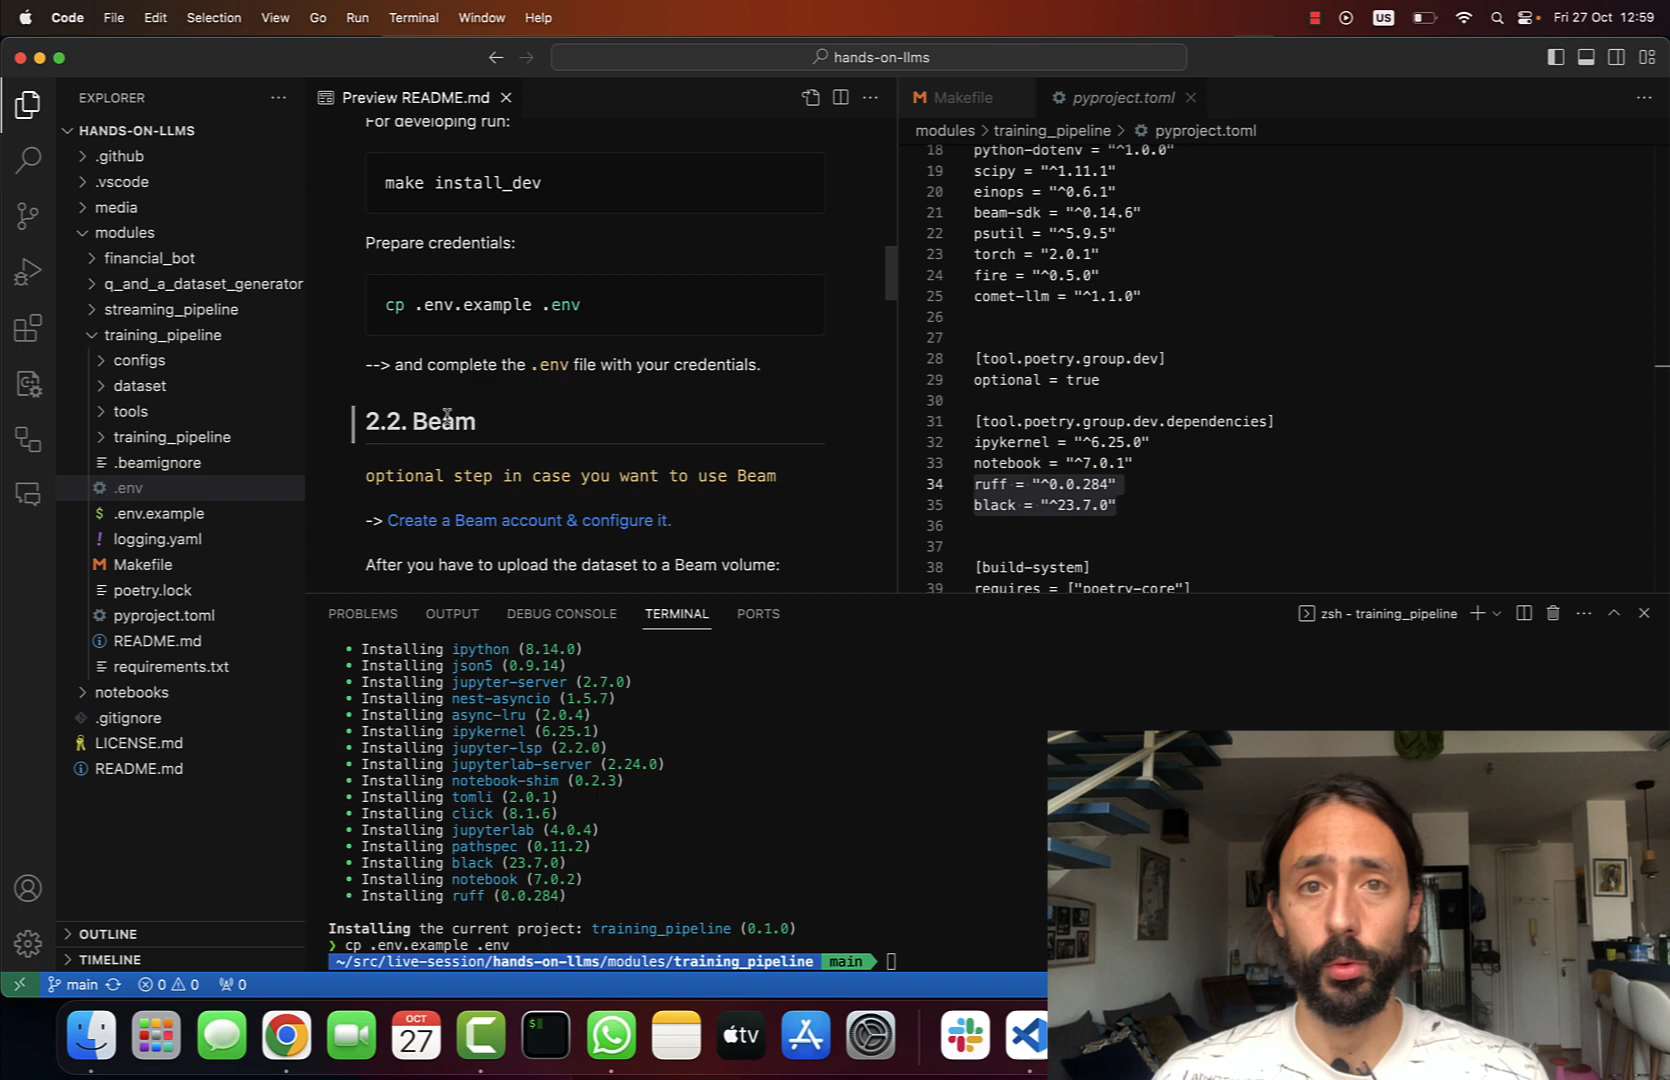 Code File Edit Selection View Go Run Terminal Window Help
US Fri 27 Oct 12:59
hands-on-llms
EXPLORER
HANDS-ON-LLMS
.github
.vscode
media
modules
financial_bot
q_and_a_dataset_generator
streaming_pipeline
training_pipeline
configs
dataset
tools
training_pipeline
.beamignore
.env
.env.example
logging.yaml
Makefile
poetry.lock
pyproject.toml
README.md
requirements.txt
notebooks
.gitignore
LICENSE.md
README.md
OUTLINE
TIMELINE
Preview README.md
For developing run:
make install_dev
Prepare credentials:
cp .env.example .env
--> and complete the .env file with your credentials.
2.2. Beam
optional step in case you want to use Beam
-> Create a Beam account & configure it.
After you have to upload the dataset to a Beam volume:
Makefile pyproject.toml
modules > training_pipeline > pyproject.toml
18 python-dotenv = "^1.0.0"
19 scipy = "^1.11.1"
20 einops = "^0.6.1"
21 beam-sdk = "^0.14.6"
22 psutil = "^5.9.5"
23 torch = "2.0.1"
24 fire = "^0.5.0"
25 comet-llm = "^1.1.0"
26
27
28 [tool.poetry.group.dev]
29 optional = true
30
31 [tool.poetry.group.dev.dependencies]
32 ipykernel = "^6.25.0"
33 notebook = "^7.0.1"
34 ruff = "^0.0.284"
35 black = "^23.7.0"
36
37
38 [build-system]
39 requires = ["poetry-core"]
PROBLEMS OUTPUT DEBUG CONSOLE TERMINAL PORTS
zsh - training_pipeline
• Installing ipython (8.14.0)
• Installing json5 (0.9.14)
• Installing jupyter-server (2.7.0)
• Installing nest-asyncio (1.5.7)
• Installing async-lru (2.0.4)
• Installing ipykernel (6.25.1)
• Installing jupyter-lsp (2.2.0)
• Installing jupyterlab-server (2.24.0)
• Installing notebook-shim (0.2.3)
• Installing tomli (2.0.1)
• Installing click (8.1.6)
• Installing jupyterlab (4.0.4)
• Installing pathspec (0.11.2)
• Installing black (23.7.0)
• Installing notebook (7.0.2)
• Installing ruff (0.0.284)
Installing the current project: training_pipeline (0.1.0)
❯ cp .env.example .env
~/src/live-session/hands-on-llms/modules/training_pipeline main
main 0 0 0
OCT
27
$
tv